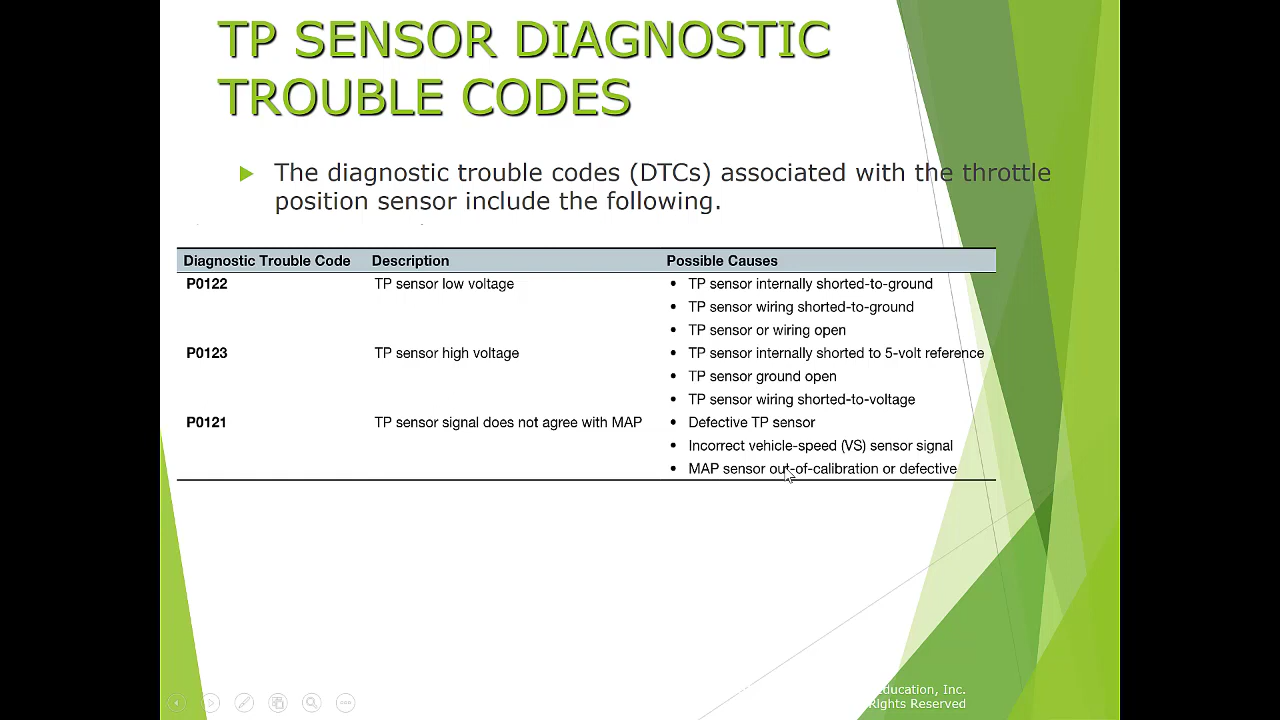 TP SENSOR DIAGNOSTIC
TROUBLE CODES
The diagnostic trouble codes (DTCs) associated with the throttle
position sensor include the following.
Diagnostic Trouble Code Description Possible Causes
P0122 TP sensor low voltage • TP sensor internally shorted-to-ground
• TP sensor wiring shorted-to-ground
• TP sensor or wiring open
P0123 TP sensor high voltage • TP sensor internally shorted to 5-volt reference
• TP sensor ground open
• TP sensor wiring shorted-to-voltage
P0121 TP sensor signal does not agree with MAP • Defective TP sensor
• Incorrect vehicle-speed (VS) sensor signal
• MAP sensor out-of-calibration or defective
ducation, Inc.
Rights Reserved